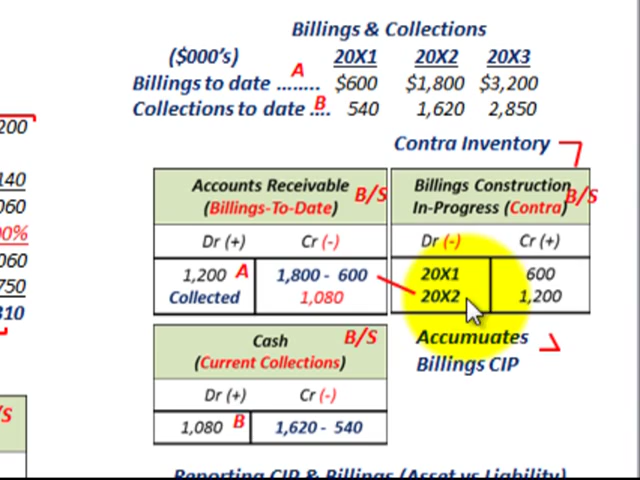 Billings & Collections
($000's) 20X1 20X2 20X3
A
Billings to date ........ $600 $1,800 $3,200
Collections to date B .... 540 1,620 2,850
Contra Inventory
200
140
060
00%
060
750
310
/S
Accounts Receivable B/S
(Billings-To-Date)
Dr (+) Cr (-)
1,200 A 1,800 - 600
Collected 1,080
Billings Construction B/S
In-Progress (Contra)
Dr (-) Cr (+)
20X1 600
20X2 1,200
Accumuates
Billings CIP
Cash B/S
(Current Collections)
Dr (+) Cr (-)
1,080 B 1,620 - 540
Reporting CIP & Billings (Asset vs Liability)